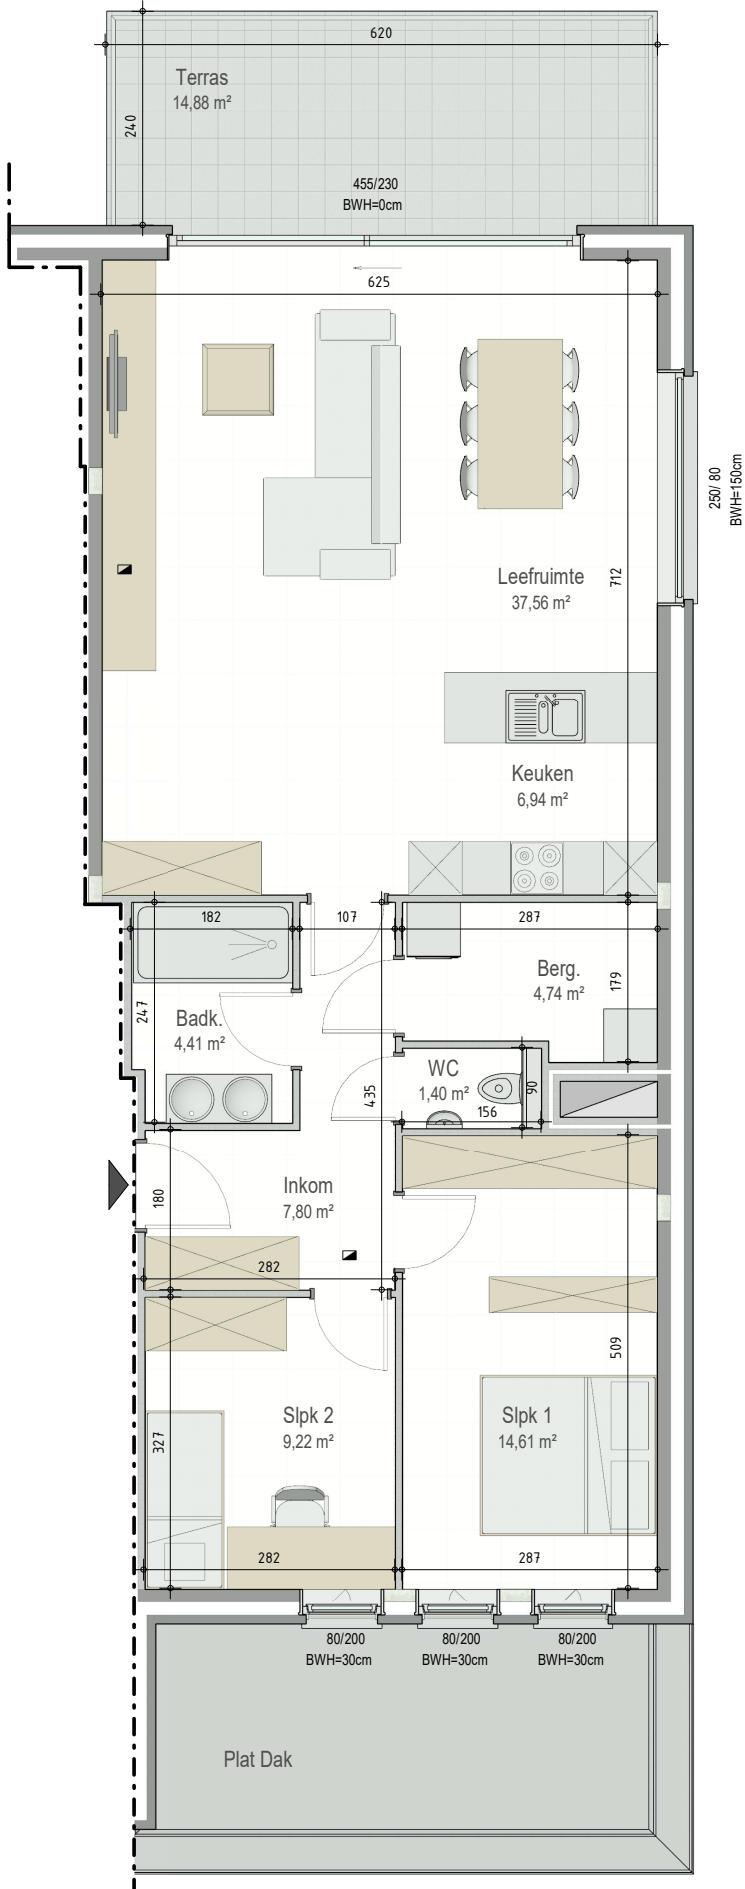 620
Terras
14,88 m²
240
455/230
BWH=0cm
625
250/ 80
BWH=150cm
Leefruimte
37,56 m²
712
Keuken
6,94 m²
182
107
287
Berg.
4,74 m²
179
247
Badk.
4,41 m²
WC
1,40 m²
90
156
435
Inkom
7,80 m²
180
282
509
Slpk 2
9,22 m²
Slpk 1
14,61 m²
327
282
287
80/200
BWH=30cm
80/200
BWH=30cm
80/200
BWH=30cm
Plat Dak